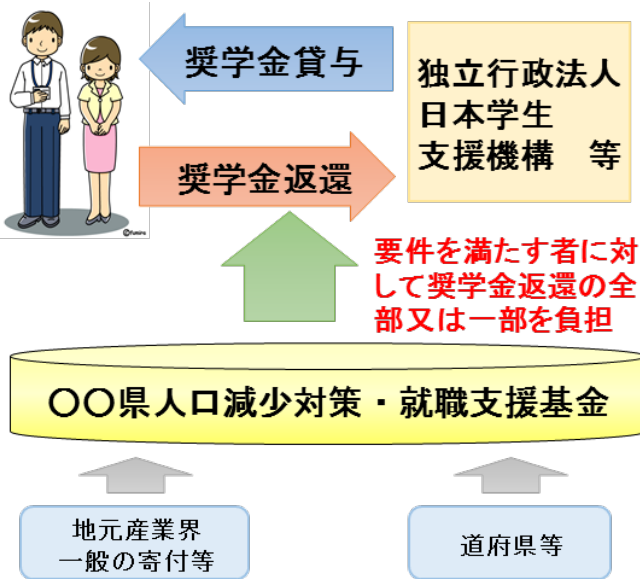 奨学金貸与
独立行政法人
日本学生
支援機構　等
奨学金返還
©fumira
要件を満たす者に対
して奨学金返還の全
部又は一部を負担
〇〇県人口減少対策・就職支援基金
地元産業界
一般の寄付等
道府県等